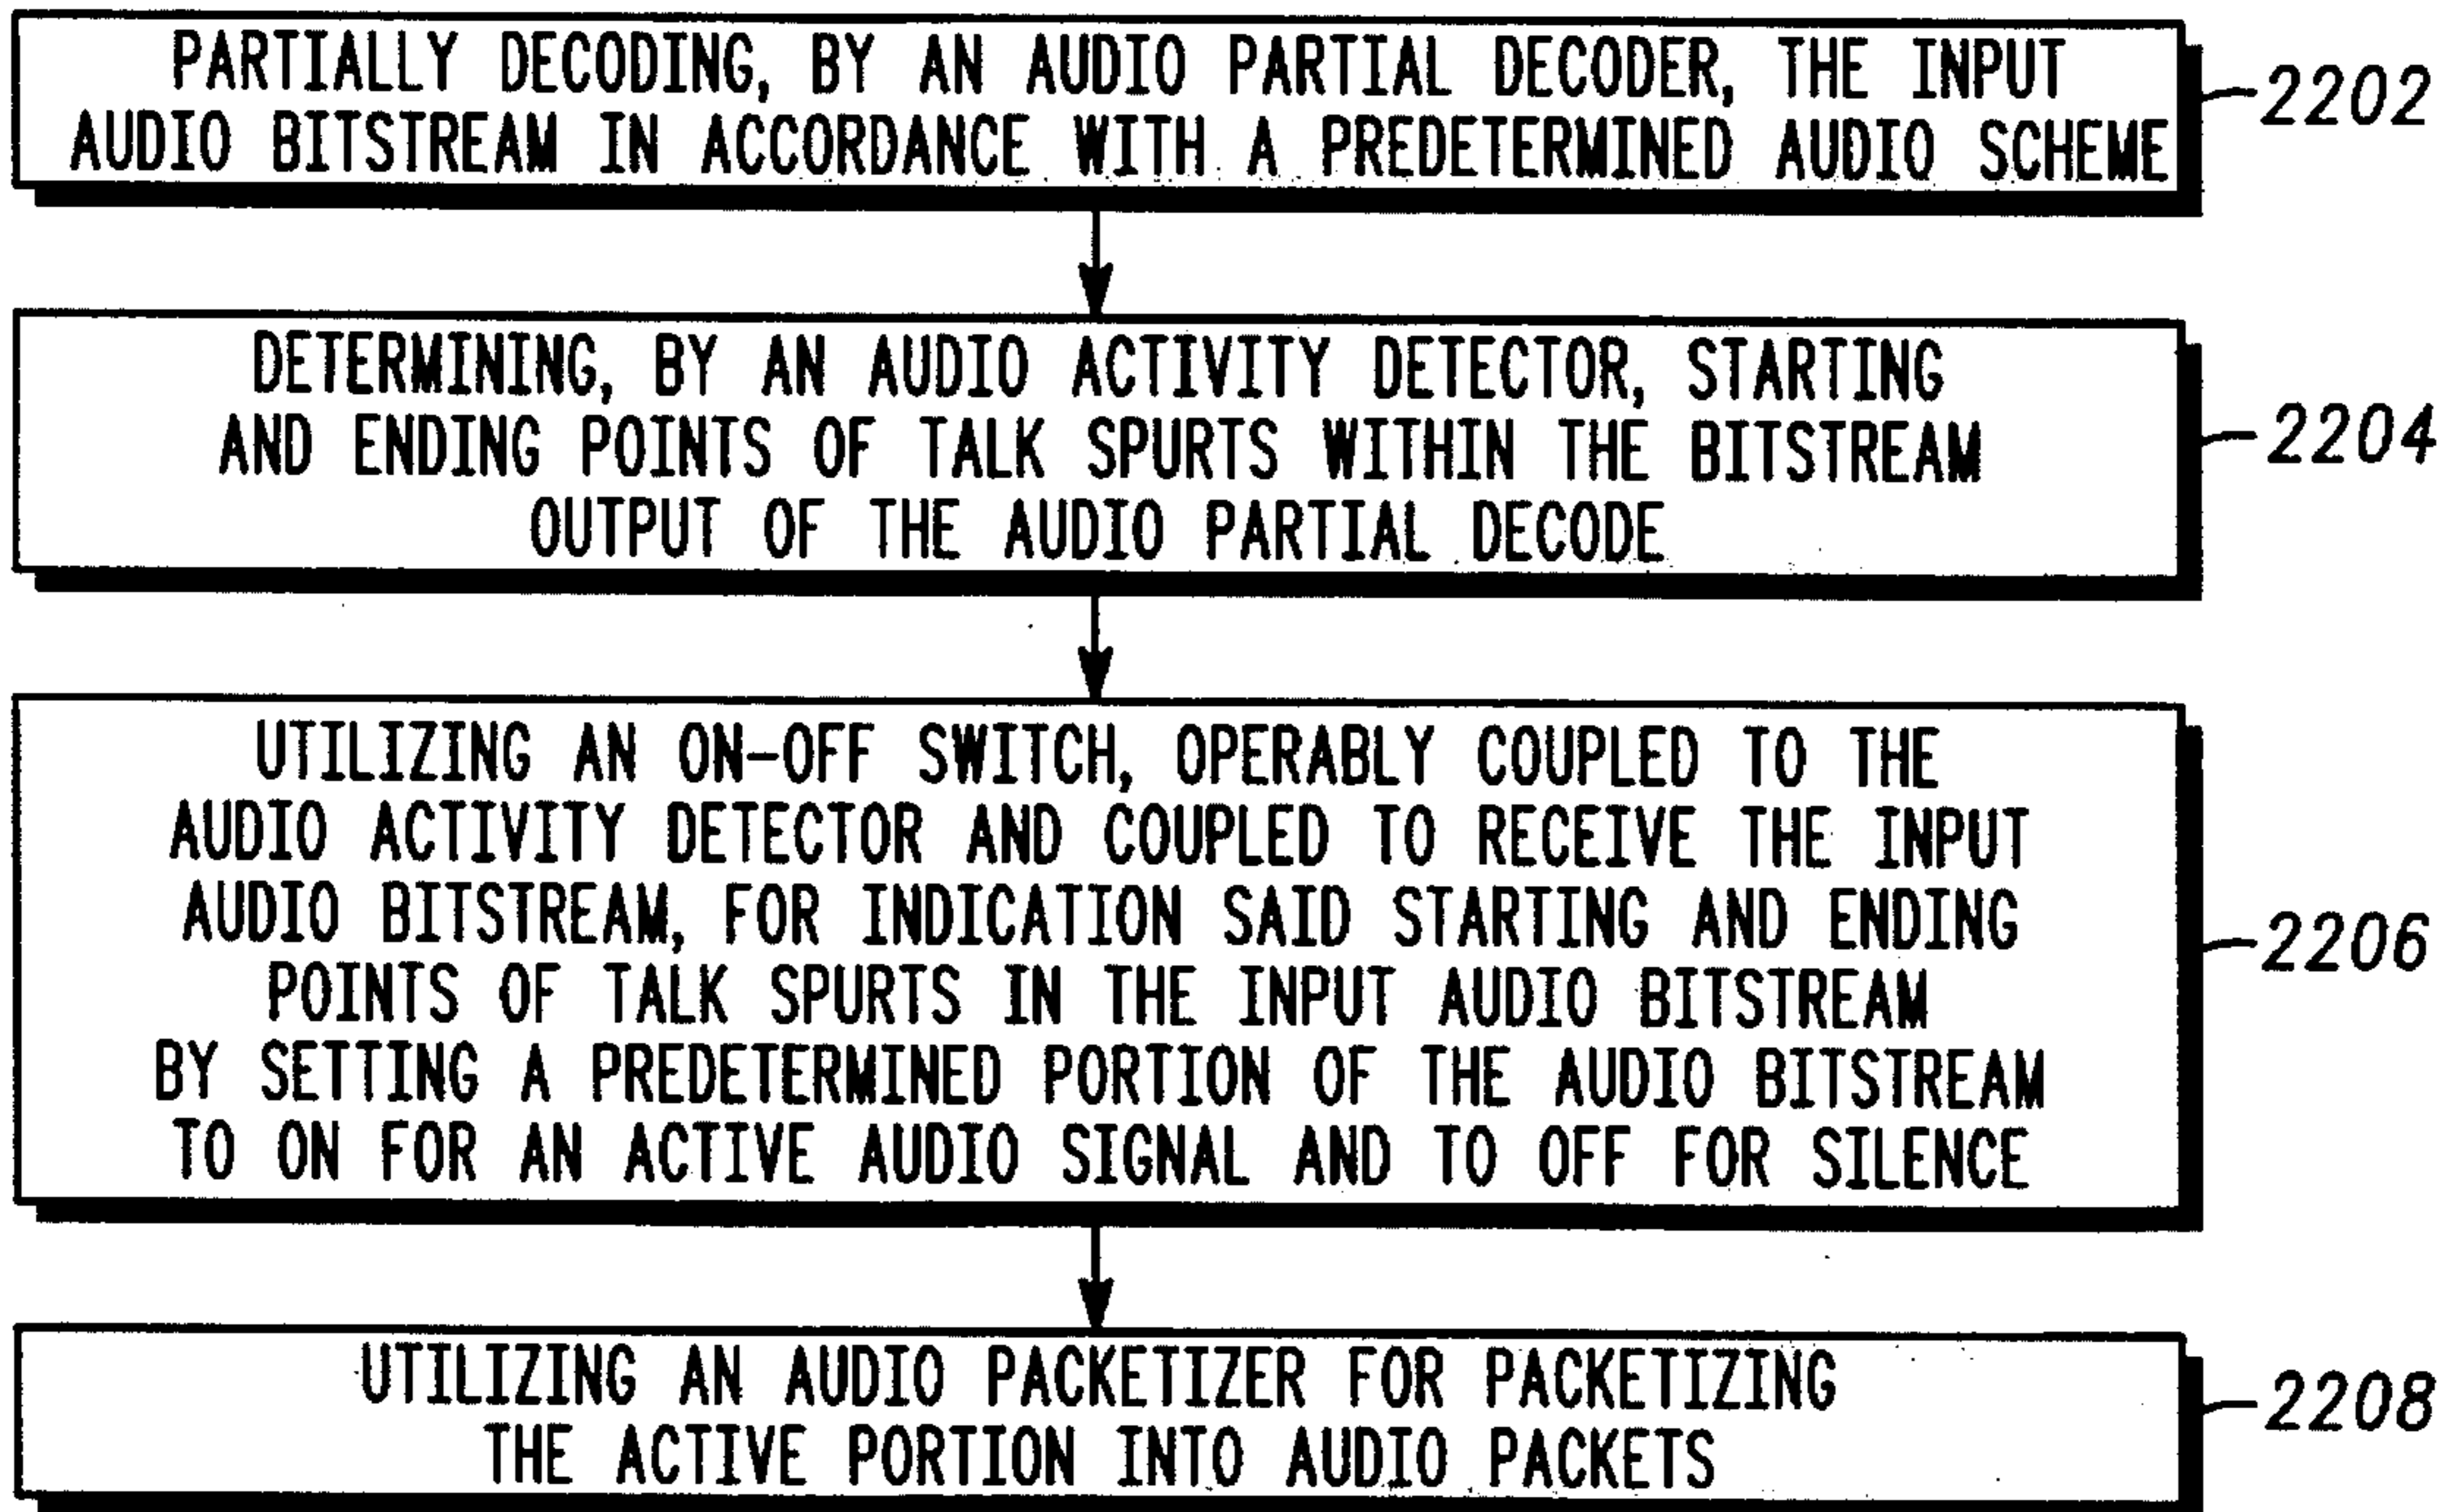 PARTIALLY DECODING, BY AN AUDIO PARTIAL DECODER, THE INPUT
AUDIO BITSTREAM IN ACCORDANCE WITH A PREDETERMINED AUDIO SCHEME
2202
DETERMINING, BY AN AUDIO ACTIVITY DETECTOR, STARTING
AND ENDING POINTS OF TALK SPURTS WITHIN THE BITSTREAM
OUTPUT OF THE AUDIO PARTIAL DECODE
2204
UTILIZING AN ON-OFF SWITCH, OPERABLY COUPLED TO THE
AUDIO ACTIVITY DETECTOR AND COUPLED TO RECEIVE THE INPUT
AUDIO BITSTREAM, FOR INDICATION SAID STARTING AND ENDING
POINTS OF TALK SPURTS IN THE INPUT AUDIO BITSTREAM
BY SETTING A PREDETERMINED PORTION OF THE AUDIO BITSTREAM
TO ON FOR AN ACTIVE AUDIO SIGNAL AND TO OFF FOR SILENCE
2206
UTILIZING AN AUDIO PACKETIZER FOR PACKETIZING
THE ACTIVE PORTION INTO AUDIO PACKETS
2208